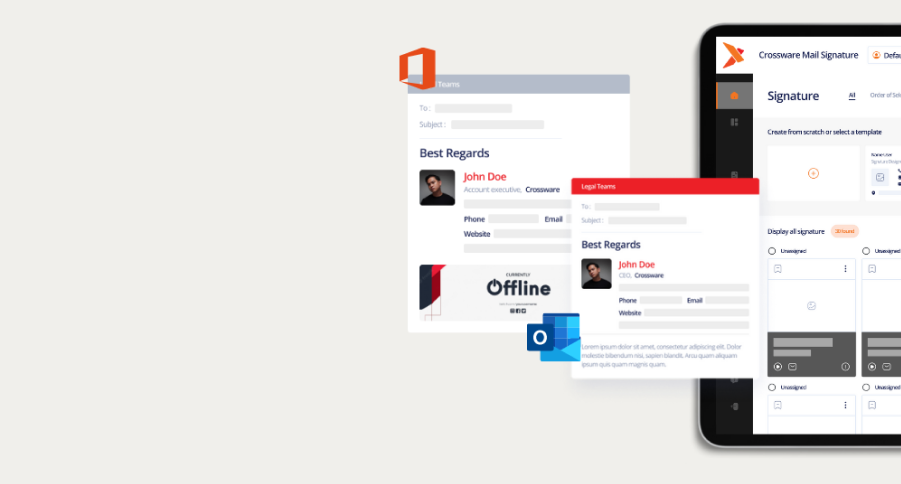 Teams
To :
Subject :
Best Regards
John Doe
Account executive, Crossware
Phone
Email
Website
CURRENTLY
Offline
Legal Teams
To :
Subject :
Best Regards
John Doe
CEO, Crossware
Phone
Email
Website
Lorem ipsum dolor sit amet, consectetur adipiscing elit. Dolor
molestie bibendum nisi, sapien blandit. Arcu quam aliquam
ipsum quis quam magnis quam.
O
Crossware Mail Signature
Defau
Signature
All
Order of Sel
Create from scratch or select a template
Display all signature
30 found
Unassigned
Unassigned
Unassigned
Unassigned